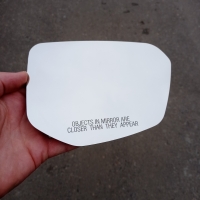 OBJECTS IN MIRROR ARE
CLOSER THAN THEY APPEAR